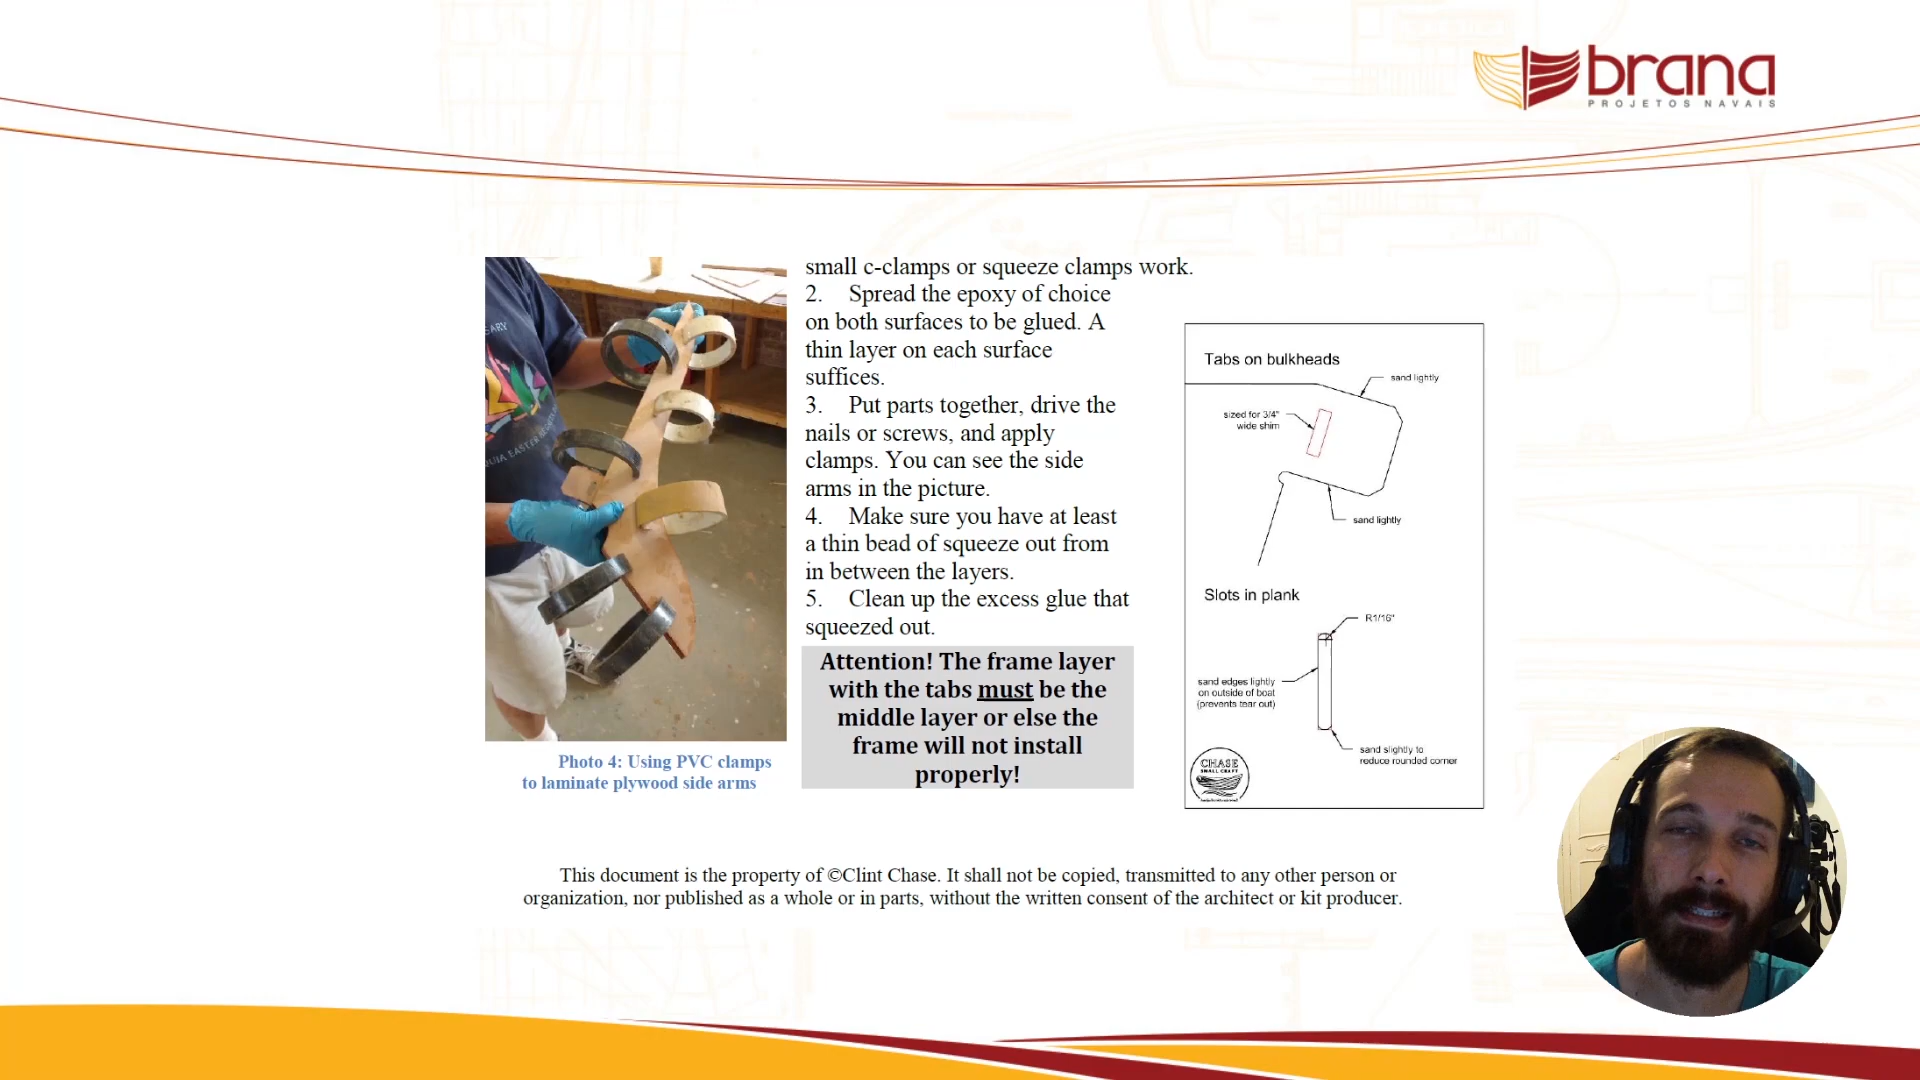 brana
PROJETOS NAVAIS
small c-clamps or squeeze clamps work.
2. Spread the epoxy of choice
on both surfaces to be glued. A
thin layer on each surface
suffices.
3. Put parts together, drive the
nails or screws, and apply
clamps. You can see the side
arms in the picture.
4. Make sure you have at least
a thin bead of squeeze out from
in between the layers.
5. Clean up the excess glue that
squeezed out.
Attention! The frame layer
with the tabs must be the
middle layer or else the
frame will not install
properly!
Photo 4: Using PVC clamps
to laminate plywood side arms
Tabs on bulkheads
sand lightly
sized for 3/4"
wide shim
sand lightly
Slots in plank
R1/16"
sand edges lightly
on outside of boat
(prevents tear out)
sand slightly to
reduce rounded corner
CHASE
SMALL CRAFT
This document is the property of ©Clint Chase. It shall not be copied, transmitted to any other person or
organization, nor published as a whole or in parts, without the written consent of the architect or kit producer.